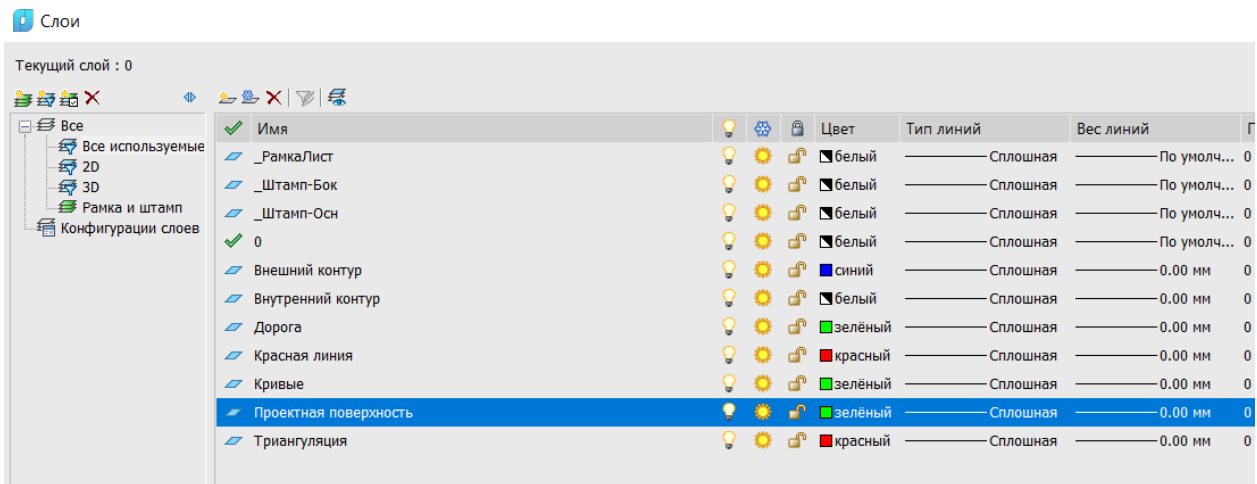 Слои
Текущий слой : 0
Все
Все используемые
2D
3D
Рамка и штамп
Конфигурации слоев
Имя Цвет Тип линий Вес линий П
_РамкаЛист белый Сплошная По умолч... 0
_Штамп-Бок белый Сплошная По умолч... 0
_Штамп-Осн белый Сплошная По умолч... 0
0 белый Сплошная По умолч... 0
Внешний контур синий Сплошная 0.00 мм 0
Внутренний контур белый Сплошная 0.00 мм 0
Дорога зелёный Сплошная 0.00 мм 0
Красная линия красный Сплошная 0.00 мм 0
Кривые зелёный Сплошная 0.00 мм 0
Проектная поверхность зелёный Сплошная 0.00 мм 0
Триангуляция красный Сплошная 0.00 мм 0